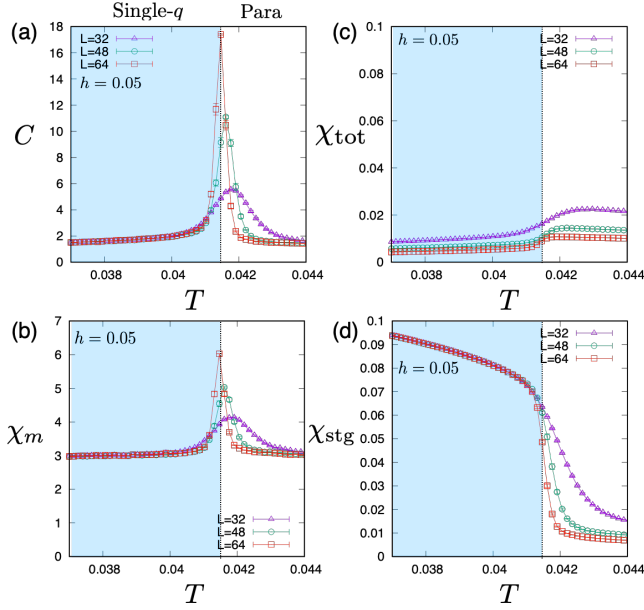 Single-q Para
(a)
L=32
L=48
L=64
h = 0.05
C
18
16
14
12
10
8
6
4
2
0
0.038 0.04 0.042 0.044
T
(c)
h = 0.05
L=32
L=48
L=64
χtot
0.1
0.08
0.06
0.04
0.02
0
0.038 0.04 0.042 0.044
T
(b)
h = 0.05
χm
7
6
5
4
3
2
1
0
L=32
L=48
L=64
0.038 0.04 0.042 0.044
T
(d)
L=32
L=48
L=64
h = 0.05
χstg
0.1
0.09
0.08
0.07
0.06
0.05
0.04
0.03
0.02
0.01
0
0.038 0.04 0.042 0.044
T